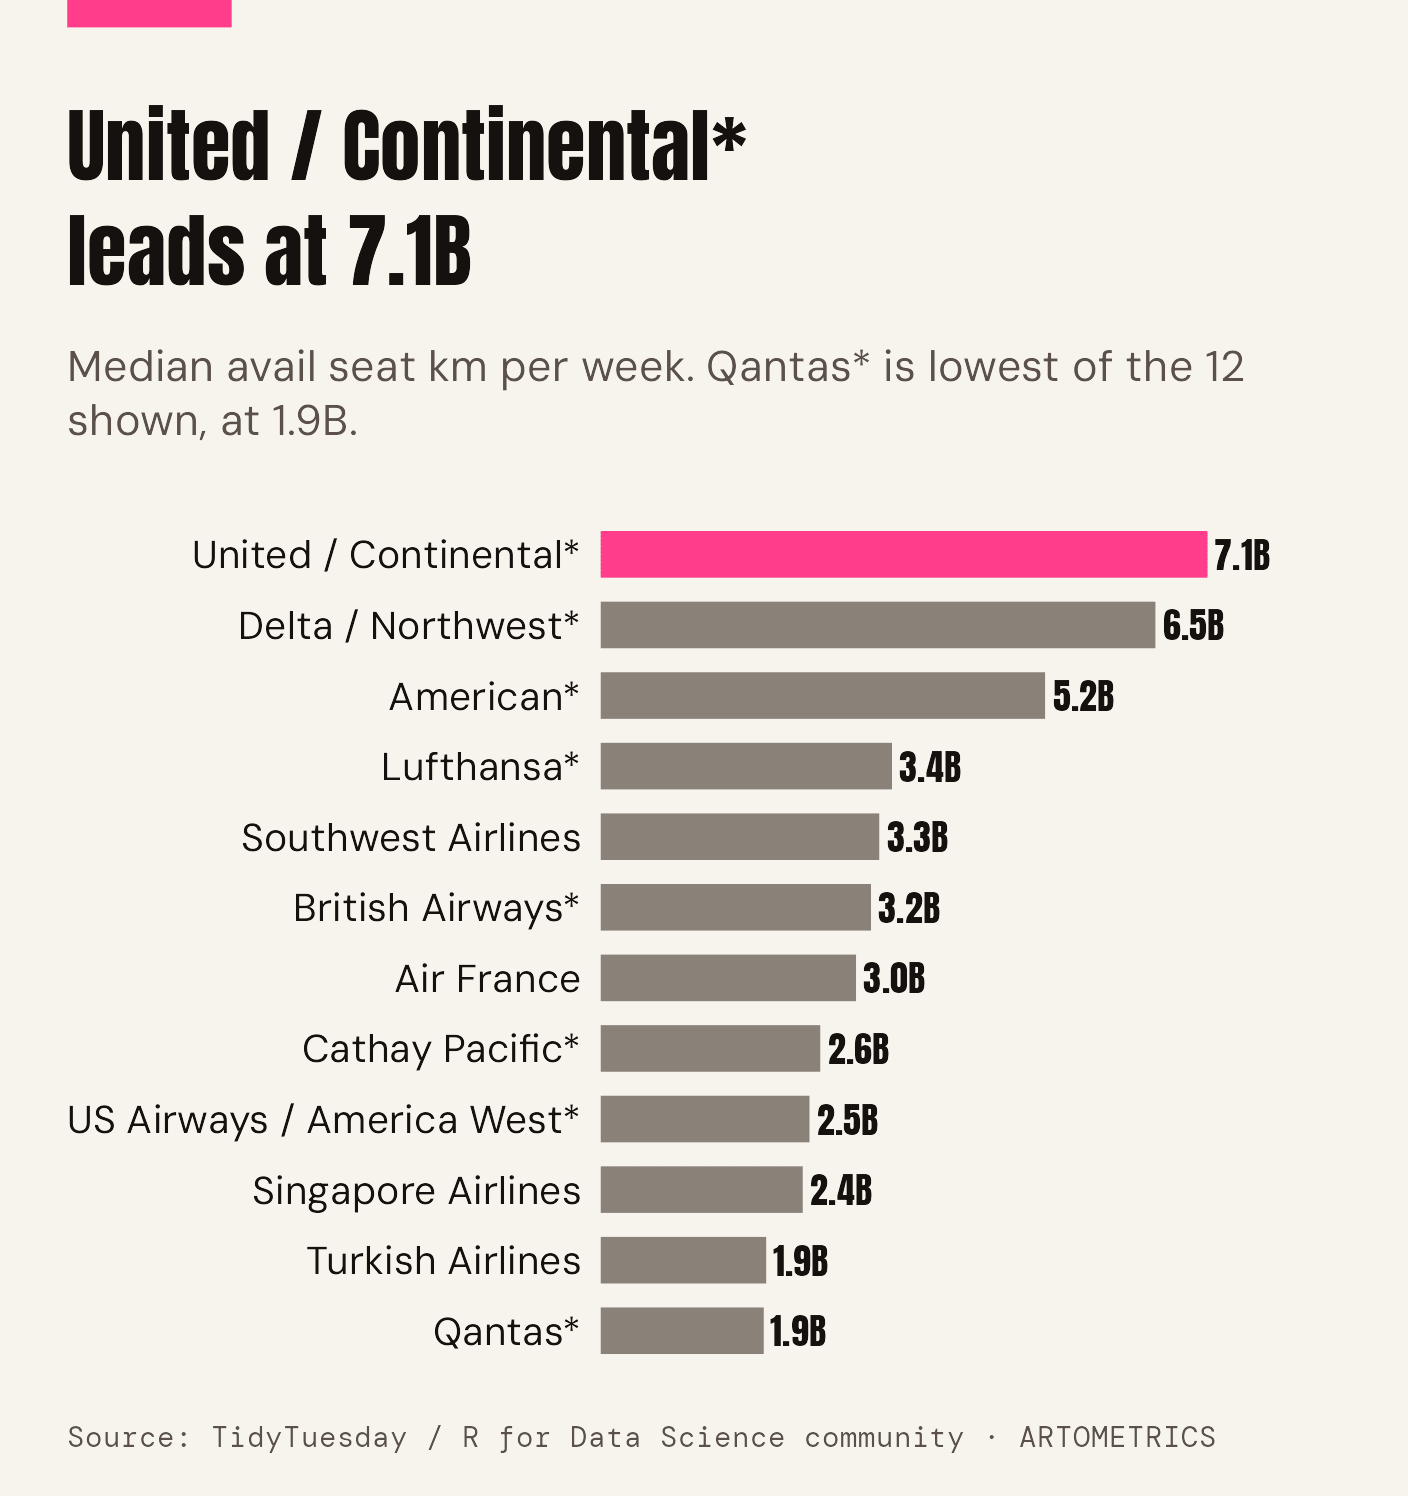 United / Continental*
leads at 7.1B
Median avail seat km per week. Qantas* is lowest of the 12
shown, at 1.9B.
United / Continental* 7.1B
Delta / Northwest* 6.5B
American* 5.2B
Lufthansa* 3.4B
Southwest Airlines 3.3B
British Airways* 3.2B
Air France 3.0B
Cathay Pacific* 2.6B
US Airways / America West* 2.5B
Singapore Airlines 2.4B
Turkish Airlines 1.9B
Qantas* 1.9B
Source: TidyTuesday / R for Data Science community · ARTOMETRICS